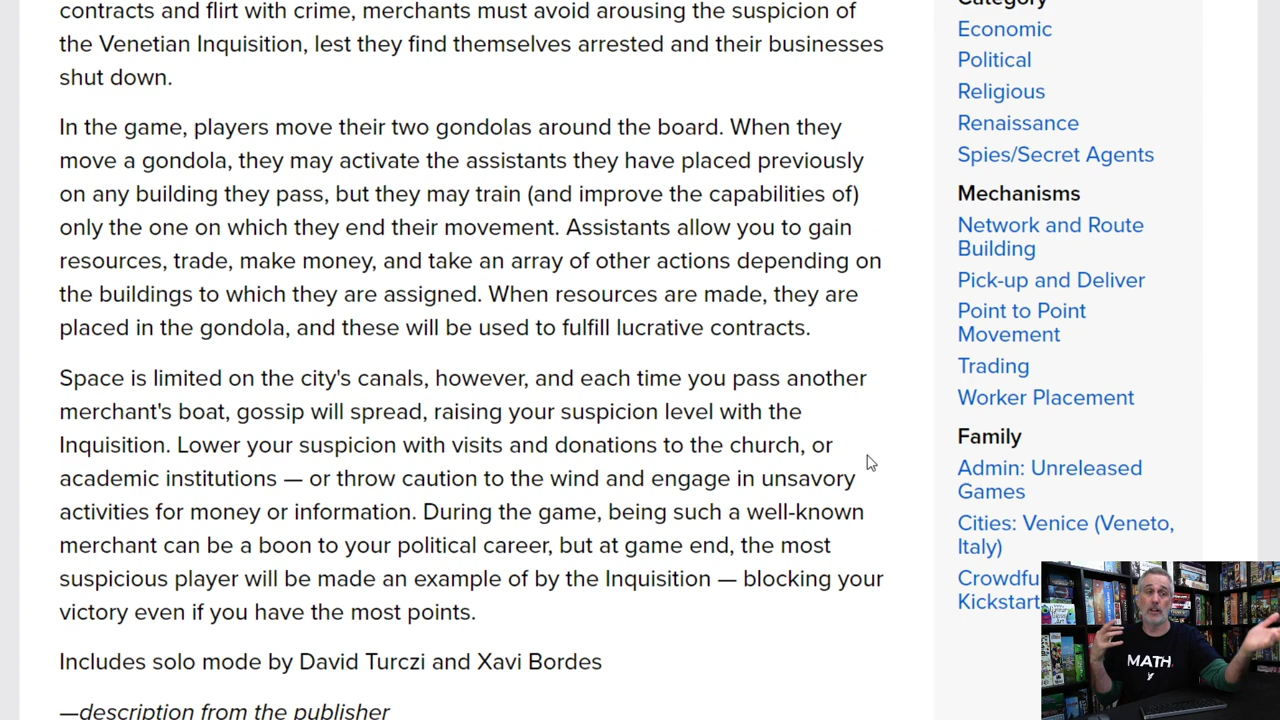 contracts and flirt with crime, merchants must avoid arousing the suspicion of
the Venetian Inquisition, lest they find themselves arrested and their businesses
shut down.
In the game, players move their two gondolas around the board. When they
move a gondola, they may activate the assistants they have placed previously
on any building they pass, but they may train (and improve the capabilities of)
only the one on which they end their movement. Assistants allow you to gain
resources, trade, make money, and take an array of other actions depending on
the buildings to which they are assigned. When resources are made, they are
placed in the gondola, and these will be used to fulfill lucrative contracts.
Space is limited on the city's canals, however, and each time you pass another
merchant's boat, gossip will spread, raising your suspicion level with the
Inquisition. Lower your suspicion with visits and donations to the church, or
academic institutions — or throw caution to the wind and engage in unsavory
activities for money or information. During the game, being such a well-known
merchant can be a boon to your political career, but at game end, the most
suspicious player will be made an example of by the Inquisition — blocking your
victory even if you have the most points.
Includes solo mode by David Turczi and Xavi Bordes
—description from the publisher
Category
Economic
Political
Religious
Renaissance
Spies/Secret Agents
Mechanisms
Network and Route
Building
Pick-up and Deliver
Point to Point
Movement
Trading
Worker Placement
Family
Admin: Unreleased
Games
Cities: Venice (Veneto,
Italy)
Crowdfu
Kickstart
MATH